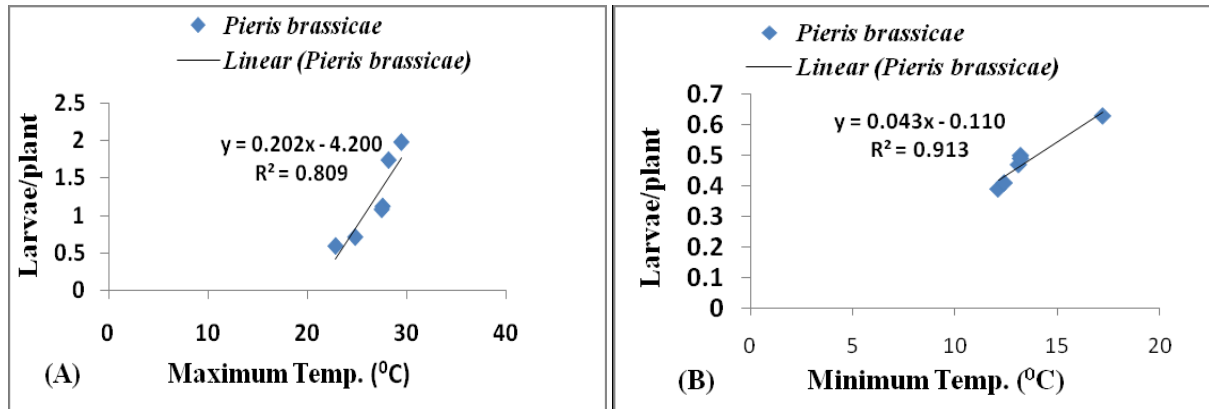 Pieris brassicae
Linear (Pieris brassicae)
2.5
2
1.5
1
0.5
0
y = 0.202x - 4.200
R² = 0.809
Larvae/plant
0 10 20 30 40
(A) Maximum Temp. (⁰C)
Pieris brassicae
Linear (Pieris brassicae)
0.7
0.6
0.5
0.4
0.3
0.2
0.1
0
y = 0.043x - 0.110
R² = 0.913
Larvae/plant
0 5 10 15 20
(B) Minimum Temp. (⁰C)